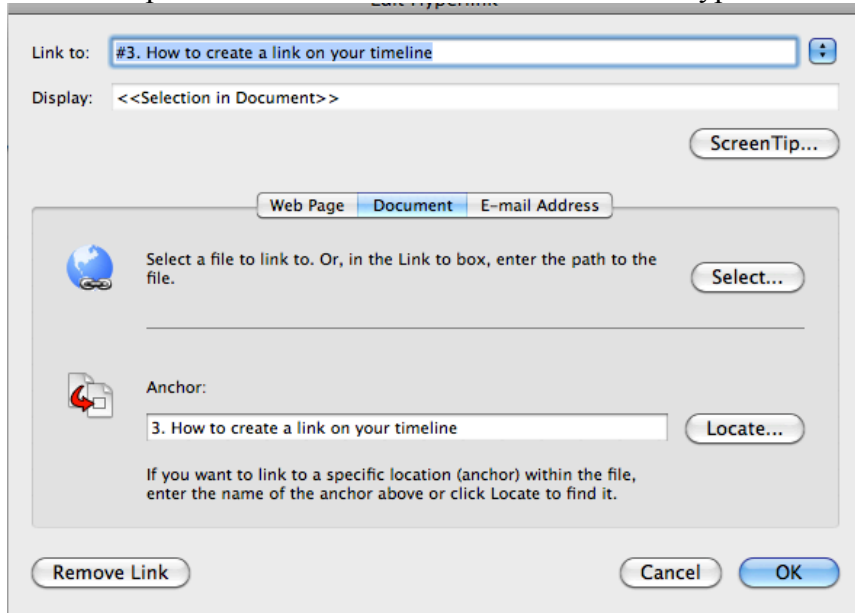 Edit Hyperlink
Link to: #3. How to create a link on your timeline
Display: <<Selection in Document>>
ScreenTip...
Web Page Document E-mail Address
Select a file to link to. Or, in the Link to box, enter the path to the
file.
Select...
Anchor:
3. How to create a link on your timeline
Locate...
If you want to link to a specific location (anchor) within the file,
enter the name of the anchor above or click Locate to find it.
Remove Link Cancel OK